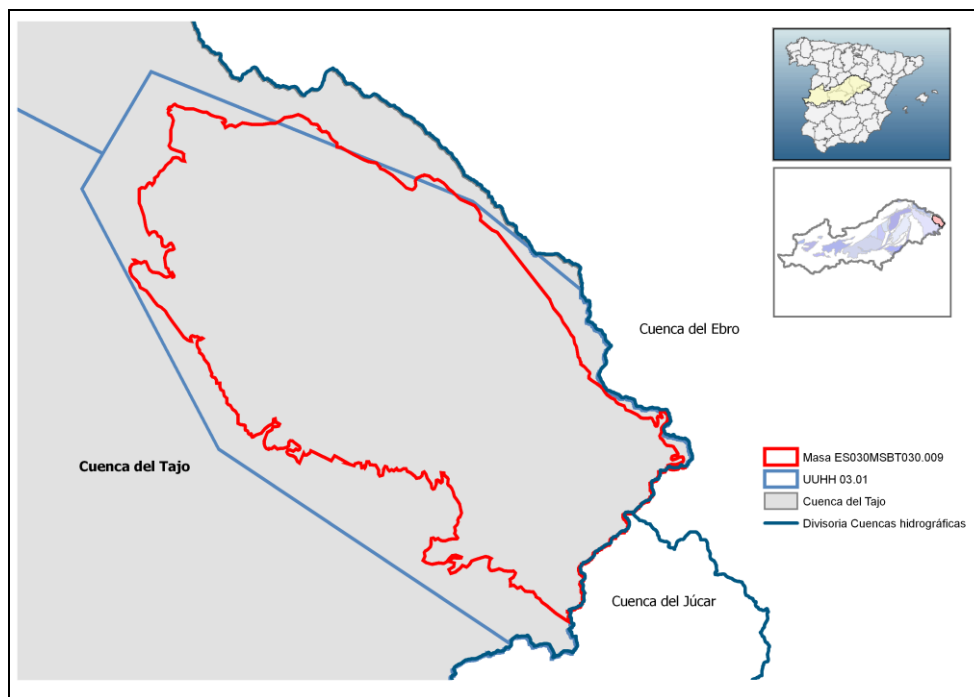 Cuenca del Ebro
Cuenca del Tajo
Cuenca del Júcar
Masa ES030MSBT030.009
UUHH 03.01
Cuenca del Tajo
Divisoria Cuencas hidrográficas